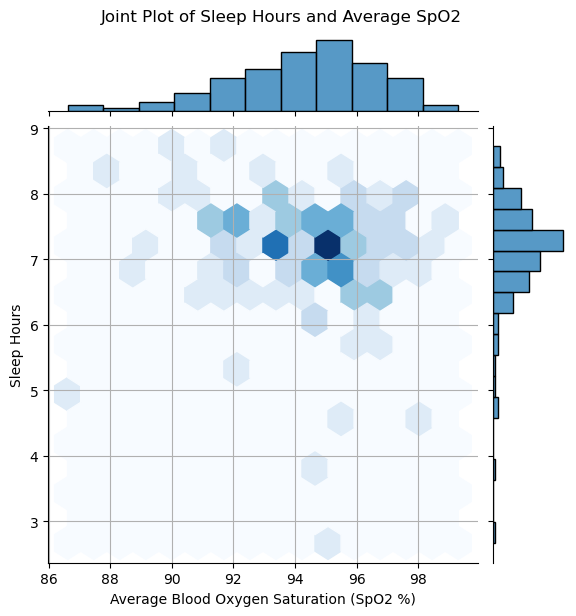 Joint Plot of Sleep Hours and Average SpO2
9
8
7
6
5
4
3
Sleep Hours
86 88 90 92 94 96 98
Average Blood Oxygen Saturation (SpO2 %)